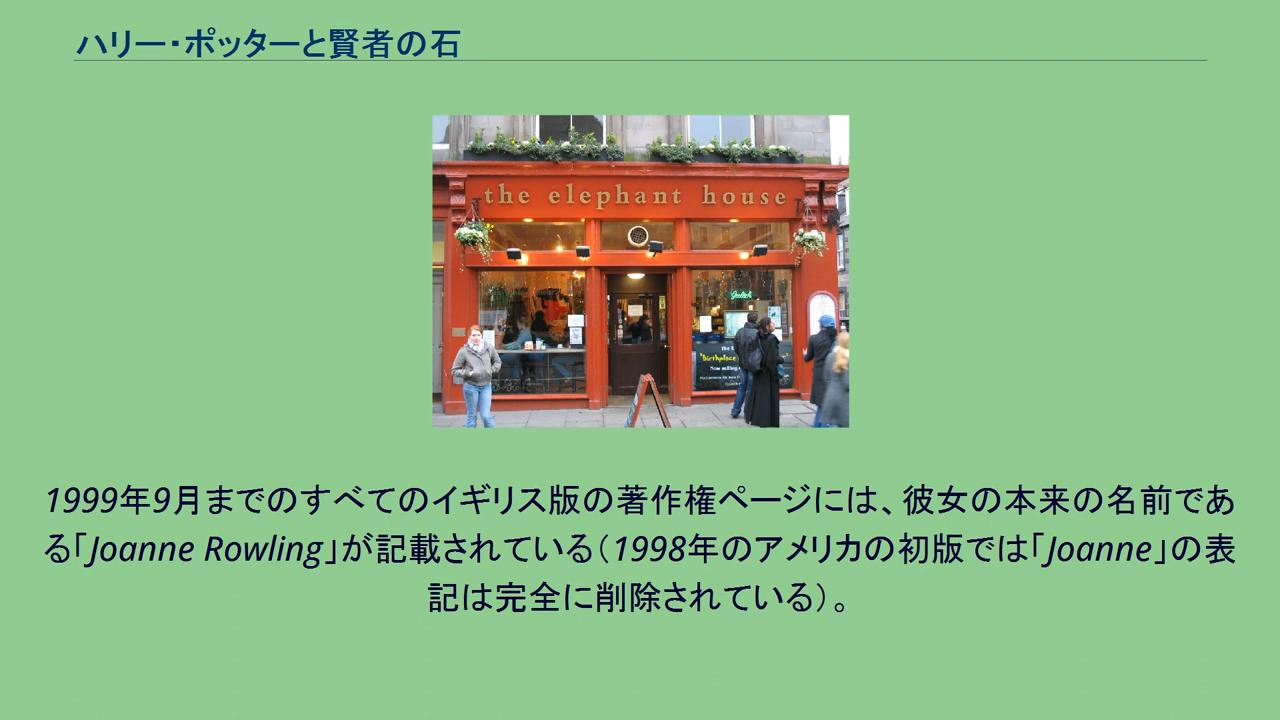 ハリー・ポッターと賢者の石
the elephant house
"Birthplace
Now selling
1999年9月までのすべてのイギリス版の著作権ページには、彼女の本来の名前であ
る「Joanne Rowling」が記載されている（1998年のアメリカの初版では「Joanne」の表
記は完全に削除されている）。